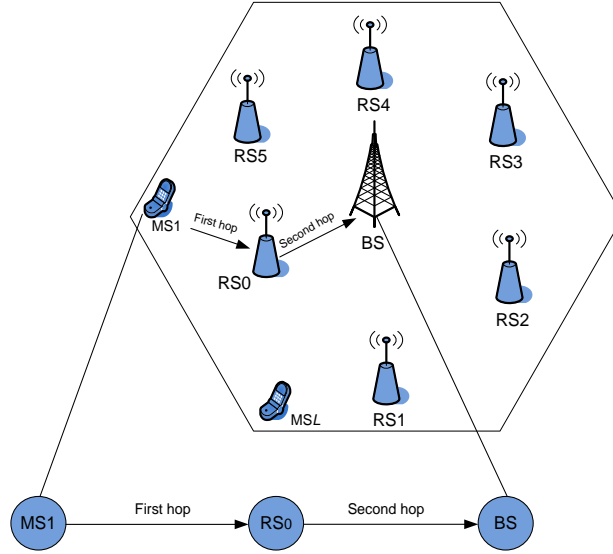 RS4
RS5
RS3
MS1
First hop
Second hop
BS
RS0
RS2
MSL
RS1
First hop
Second hop
MS1
RS0
BS